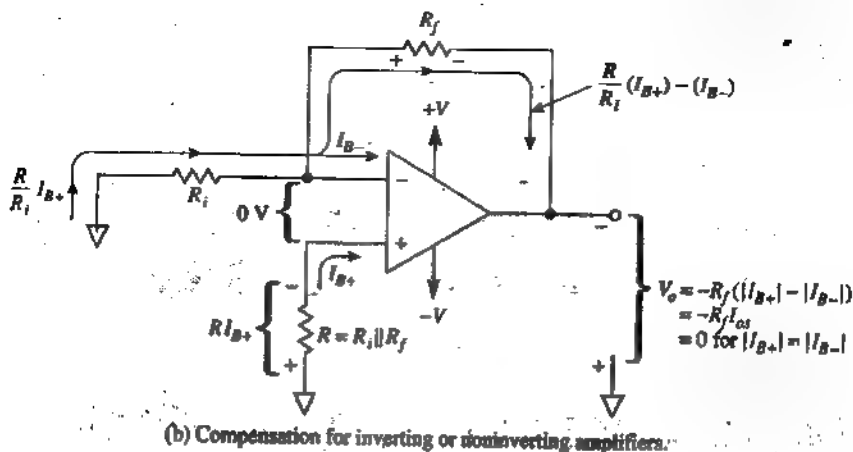 R_f
+ −
R/R_i (I_B+) − (I_B−)
+V
I_B−
R/R_i I_B+
R_i
−
0 V
+
I_B+
−
−
R I_B+
R = R_i || R_f
−V
V_o = −R_f(|I_B+| − |I_B−|)
= −R_f I_os
= 0 for |I_B+| = |I_B−|
+
+
(b) Compensation for inverting or noninverting amplifiers.